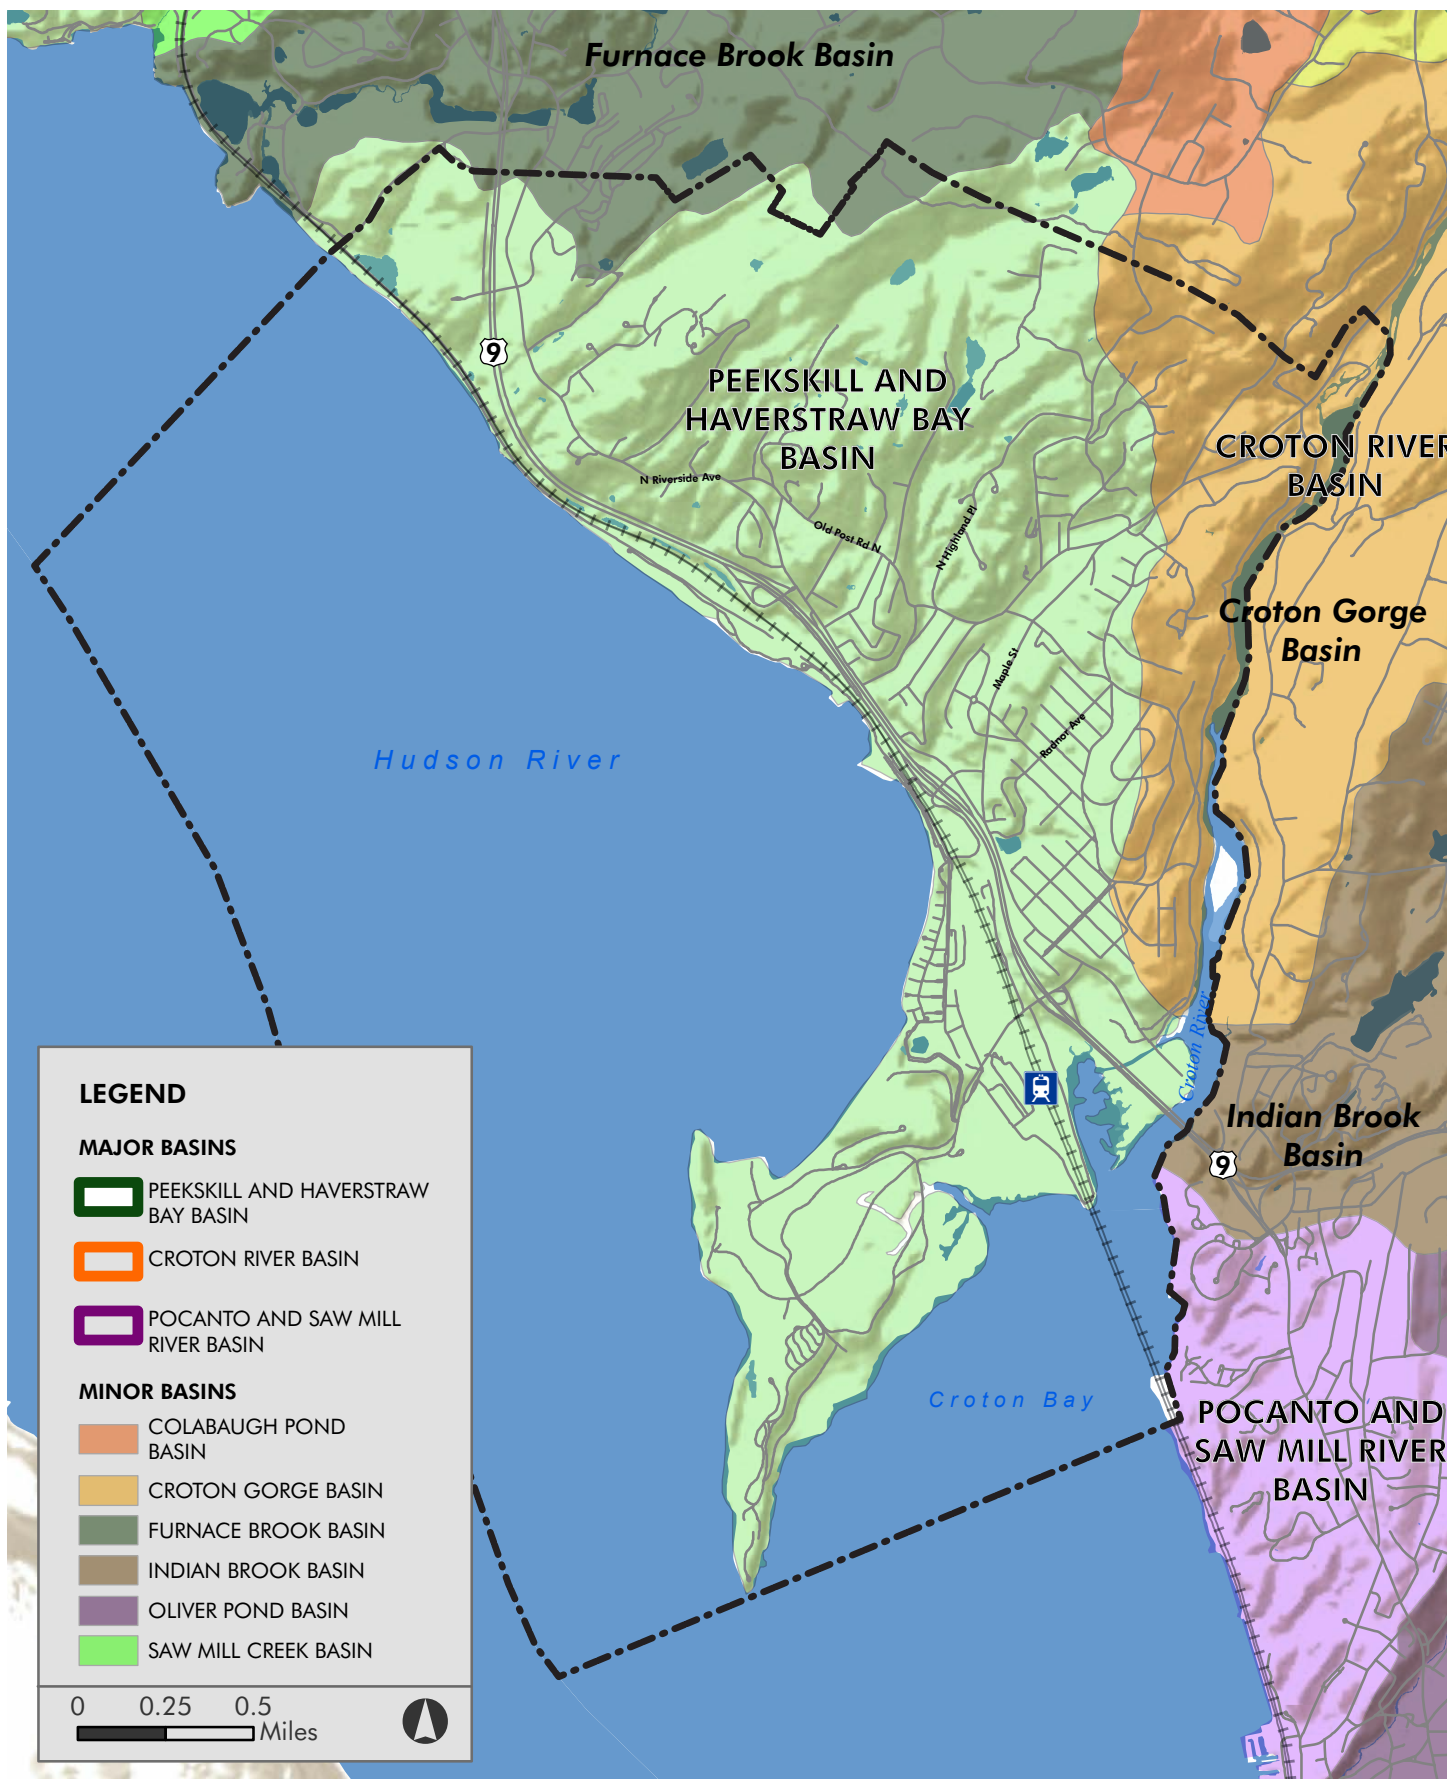 Furnace Brook Basin
9
PEEKSKILL AND
HAVERSTRAW BAY
BASIN
CROTON RIVER
BASIN
N Riverside Ave
Old Post Rd N
N Highland Pl
Croton Gorge
Basin
Maple St
Radnor Ave
Hudson River
Croton River
Indian Brook
Basin
9
Croton Bay
POCANTO AND
SAW MILL RIVER
BASIN
LEGEND
MAJOR BASINS
PEEKSKILL AND HAVERSTRAW
BAY BASIN
CROTON RIVER BASIN
POCANTO AND SAW MILL
RIVER BASIN
MINOR BASINS
COLABAUGH POND
BASIN
CROTON GORGE BASIN
FURNACE BROOK BASIN
INDIAN BROOK BASIN
OLIVER POND BASIN
SAW MILL CREEK BASIN
0 0.25 0.5
Miles